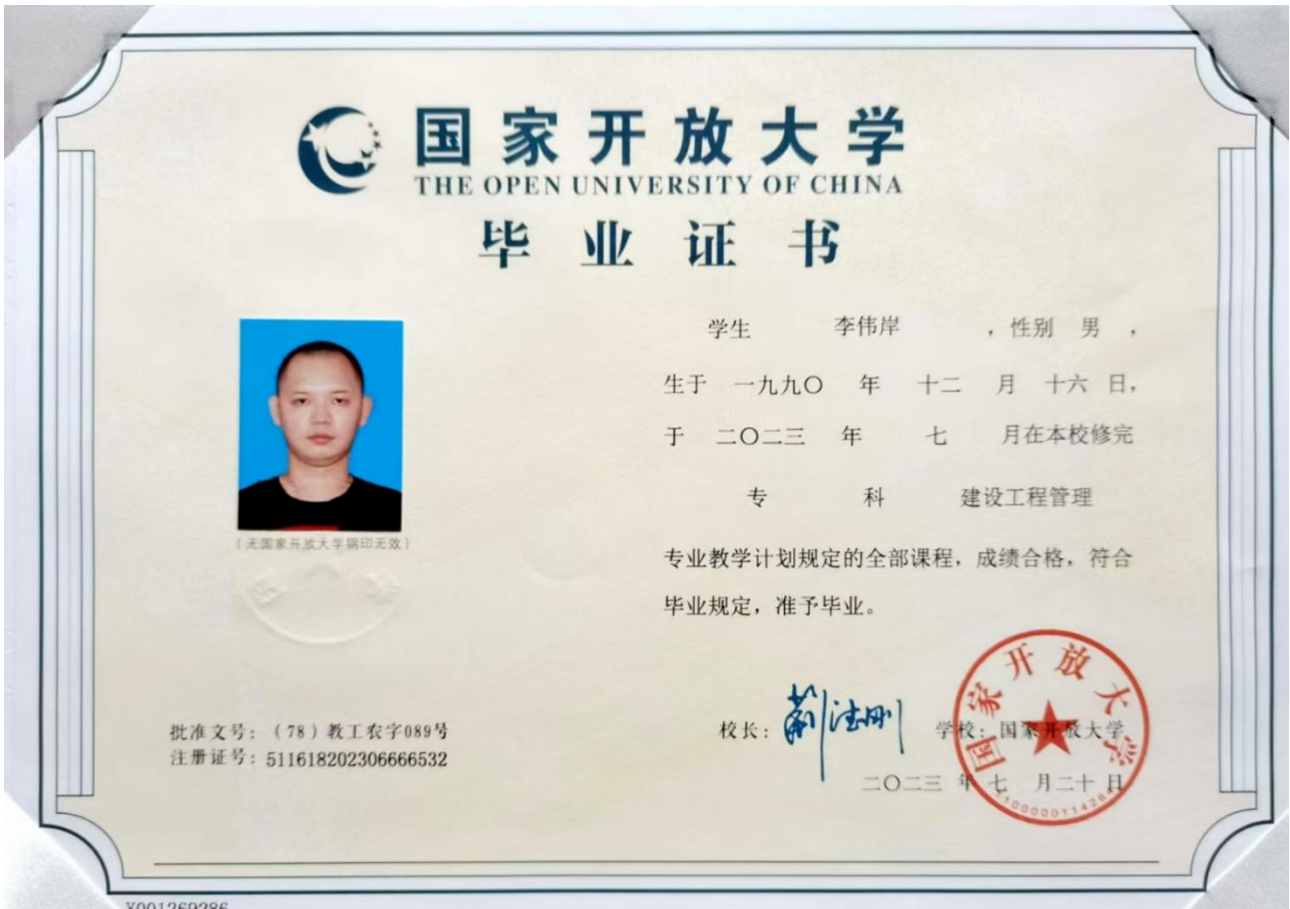 国家开放大学
THE OPEN UNIVERSITY OF CHINA
毕业证书
学生 李伟岸 ，性别 男 ，
生于 一九九〇 年 十二 月 十六 日，
于 二〇二三 年 七 月在本校修完
专 科 建设工程管理
专业教学计划规定的全部课程，成绩合格，符合
毕业规定，准予毕业。
（无国家开放大学钢印无效）
批准文号：（78）教工农字089号
注册证号：511618202306666532
校长： 学校：国家开放大学
二〇二三 年 七 月二十 日
国家开放大学